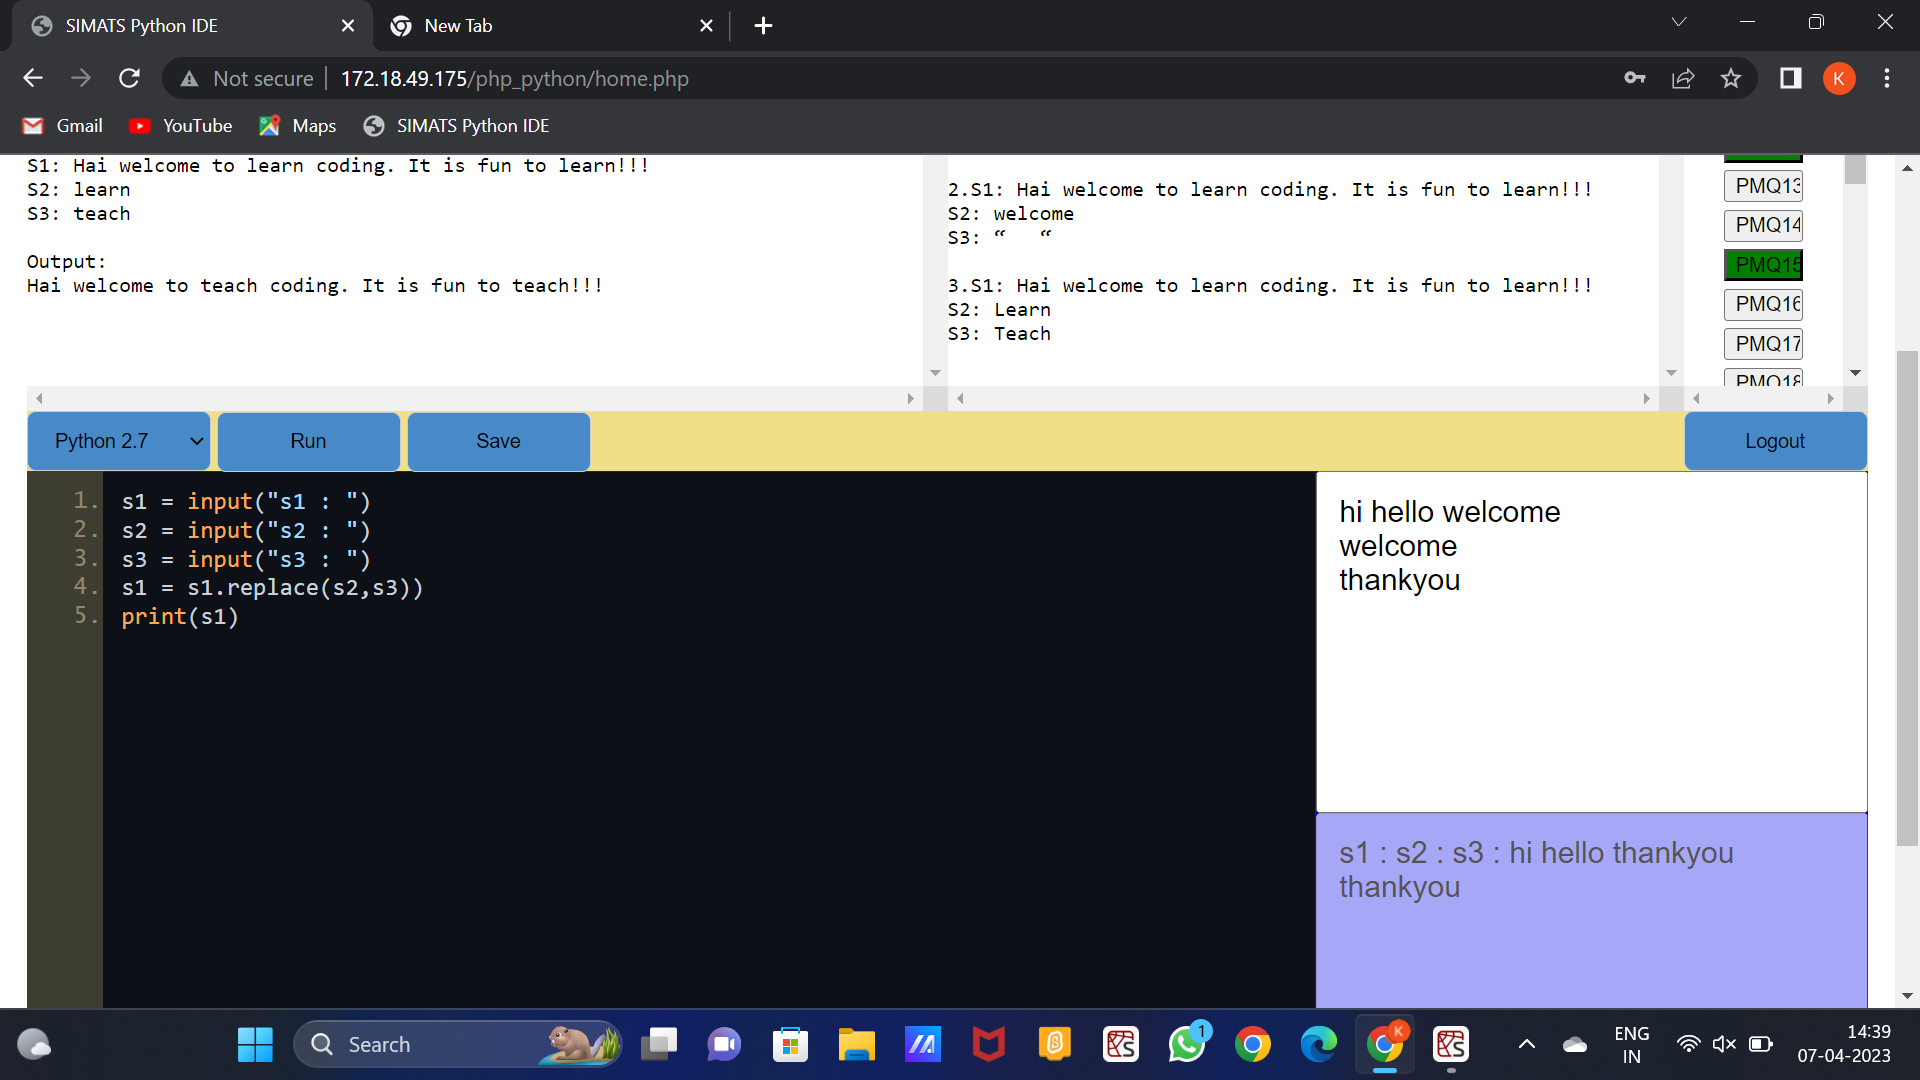 SIMATS Python IDE
New Tab
Not secure
172.18.49.175/php_python/home.php
K
Gmail
YouTube
Maps
SIMATS Python IDE
S1: Hai welcome to learn coding. It is fun to learn!!!
S2: learn
S3: teach
Output:
Hai welcome to teach coding. It is fun to teach!!!
2.S1: Hai welcome to learn coding. It is fun to learn!!!
S2: welcome
S3: “   “
3.S1: Hai welcome to learn coding. It is fun to learn!!!
S2: Learn
S3: Teach
PMQ13
PMQ14
PMQ15
PMQ16
PMQ17
PMQ18
Python 2.7
Run
Save
Logout
1. s1 = input("s1 : ")
2. s2 = input("s2 : ")
3. s3 = input("s3 : ")
4. s1 = s1.replace(s2,s3))
5. print(s1)
hi hello welcome
welcome
thankyou
s1 : s2 : s3 : hi hello thankyou
thankyou
Search
1
K
ENG
IN
14:39
07-04-2023